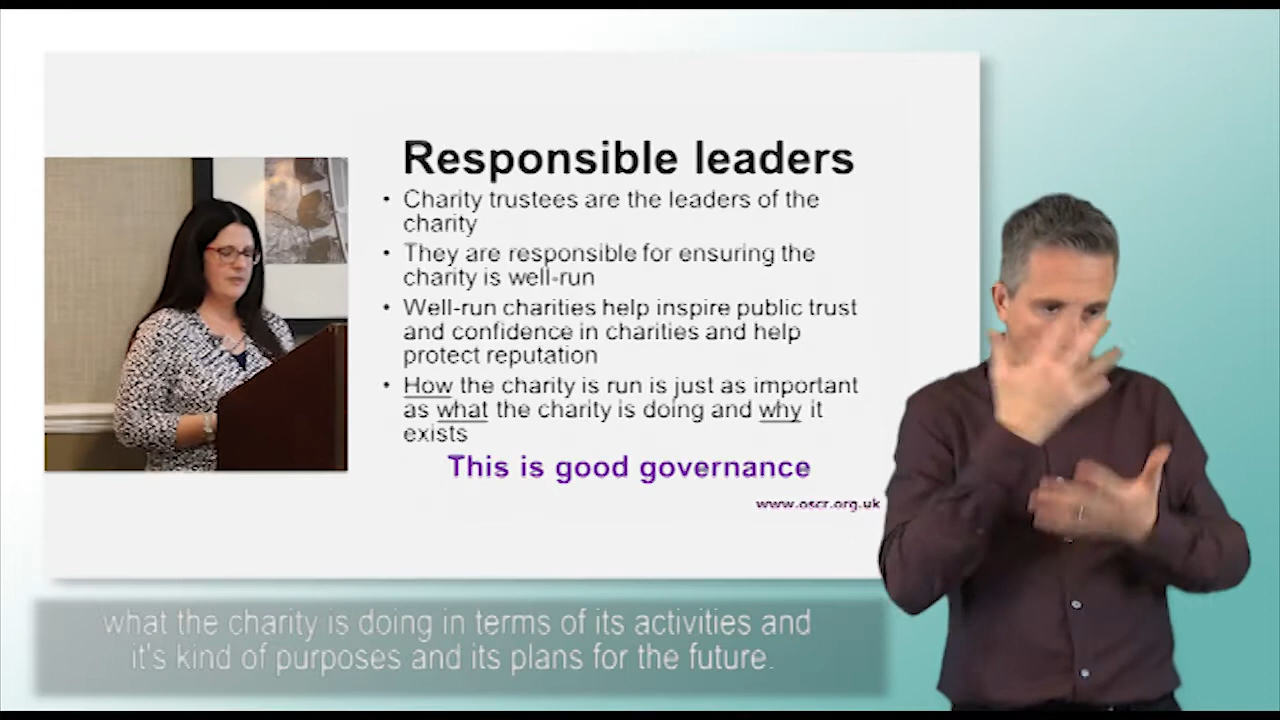 Responsible leaders
• Charity trustees are the leaders of the
charity
• They are responsible for ensuring the
charity is well-run
• Well-run charities help inspire public trust
and confidence in charities and help
protect reputation
• How the charity is run is just as important
as what the charity is doing and why it
exists
This is good governance
www.oscr.org.uk
what the charity is doing in terms of its activities and
it's kind of purposes and its plans for the future.